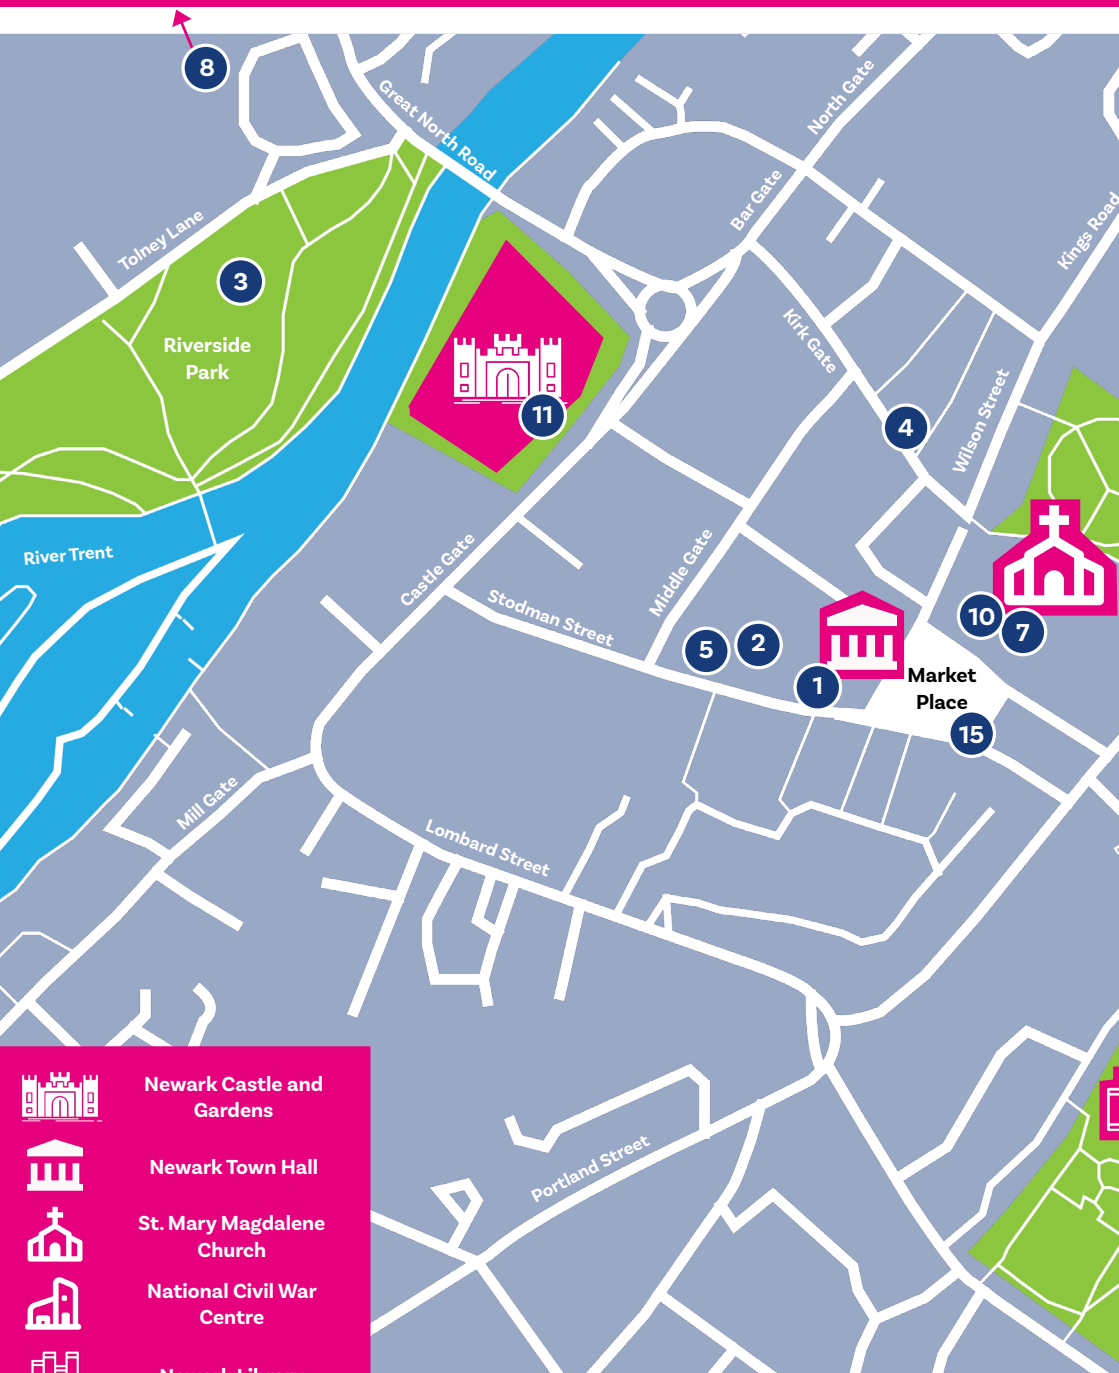 8
Great North Road
North Gate
Bar Gate
Kings Road
Tolney Lane
3
Riverside
Park
11
Kirk Gate
4
Wilson Street
River Trent
Castle Gate
Stodman Street
Middle Gate
5
2
1
10
7
Market
Place
15
Mill Gate
Lombard Street
Portland Street
Newark Castle and
Gardens
Newark Town Hall
St. Mary Magdalene
Church
National Civil War
Centre